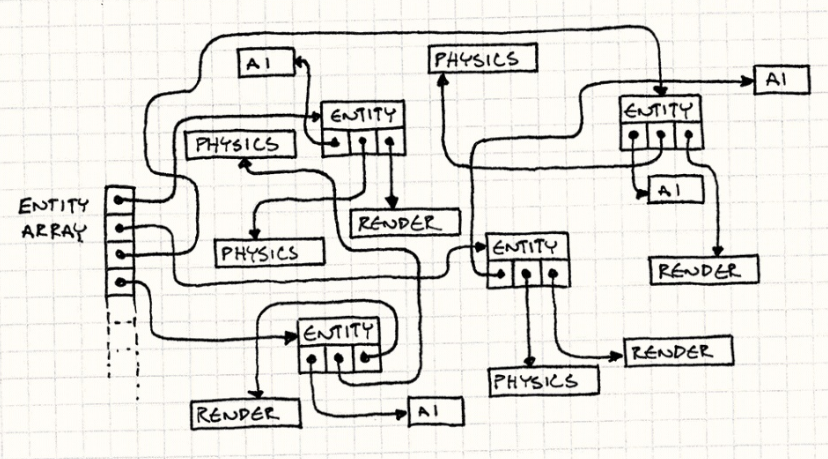 AI
PHYSICS
AI
ENTITY
ENTITY
PHYSICS
AI
ENTITY
ARRAY
RENDER
PHYSICS
ENTITY
RENDER
ENTITY
RENDER
PHYSICS
RENDER
AI